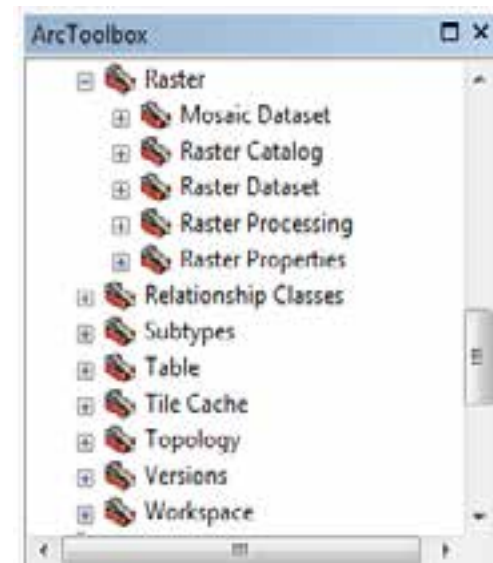 ArcToolbox
Raster
Mosaic Dataset
Raster Catalog
Raster Dataset
Raster Processing
Raster Properties
Relationship Classes
Subtypes
Table
Tile Cache
Topology
Versions
Workspace